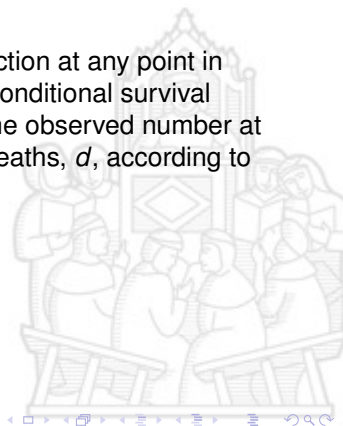 ction at any point in
onditional survival
ne observed number at
eaths, d, according to